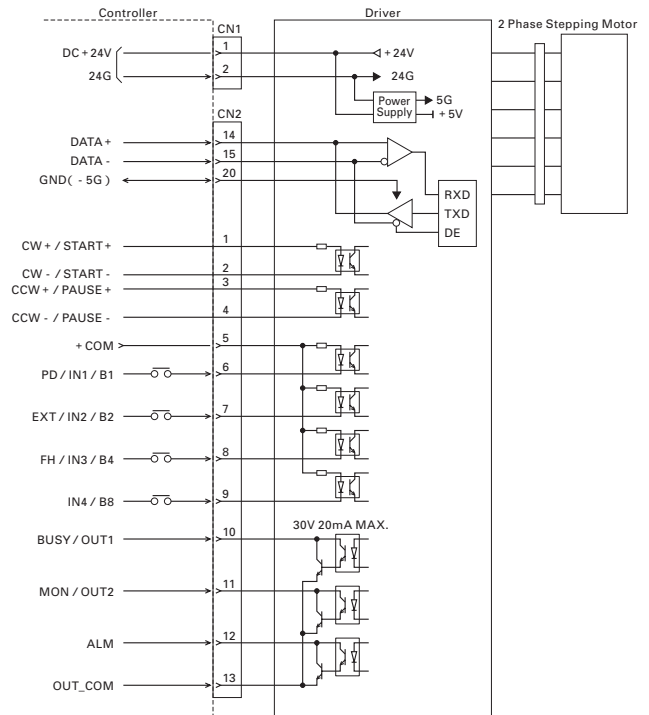 Controller
Driver
2 Phase Stepping Motor
CN1
DC+24V
1
+24V
24G
2
24G
Power
Supply
5G
+5V
CN2
DATA+
14
DATA -
15
GND( - 5G )
20
RXD
TXD
DE
CW + / START +
1
CW - / START -
2
CCW + / PAUSE +
3
CCW - / PAUSE -
4
+ COM
5
PD / IN1 / B1
6
EXT / IN2 / B2
7
FH / IN3 / B4
8
IN4 / B8
9
30V 20mA MAX.
BUSY / OUT1
10
MON / OUT2
11
ALM
12
OUT_COM
13